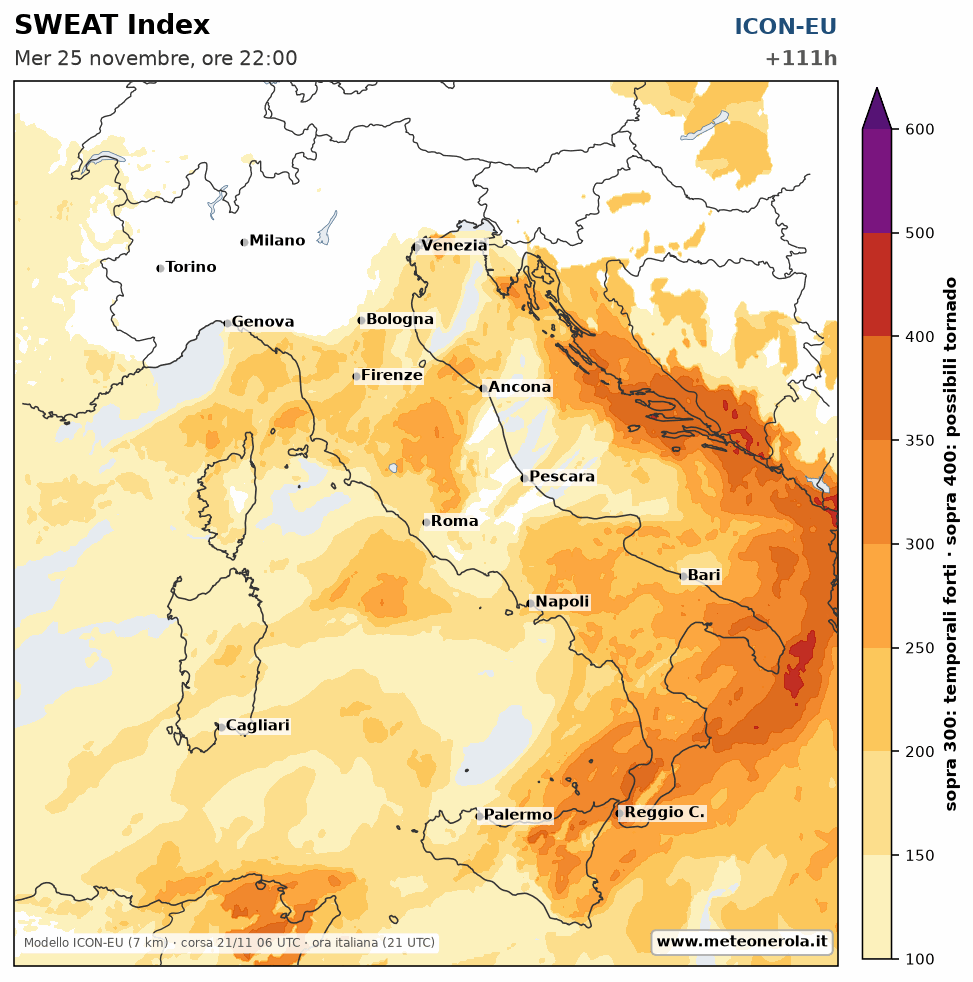 SWEAT Index
ICON-EU
Mer 25 novembre, ore 22:00
+111h
600
500
400
350
300
250
200
150
100
sopra 300: temporali forti · sopra 400: possibili tornado
Milano
Venezia
Torino
Genova
Bologna
Firenze
Ancona
Pescara
Roma
Bari
Napoli
Cagliari
Palermo
Reggio C.
Modello ICON-EU (7 km) · corsa 21/11 06 UTC · ora italiana (21 UTC)
www.meteonerola.it